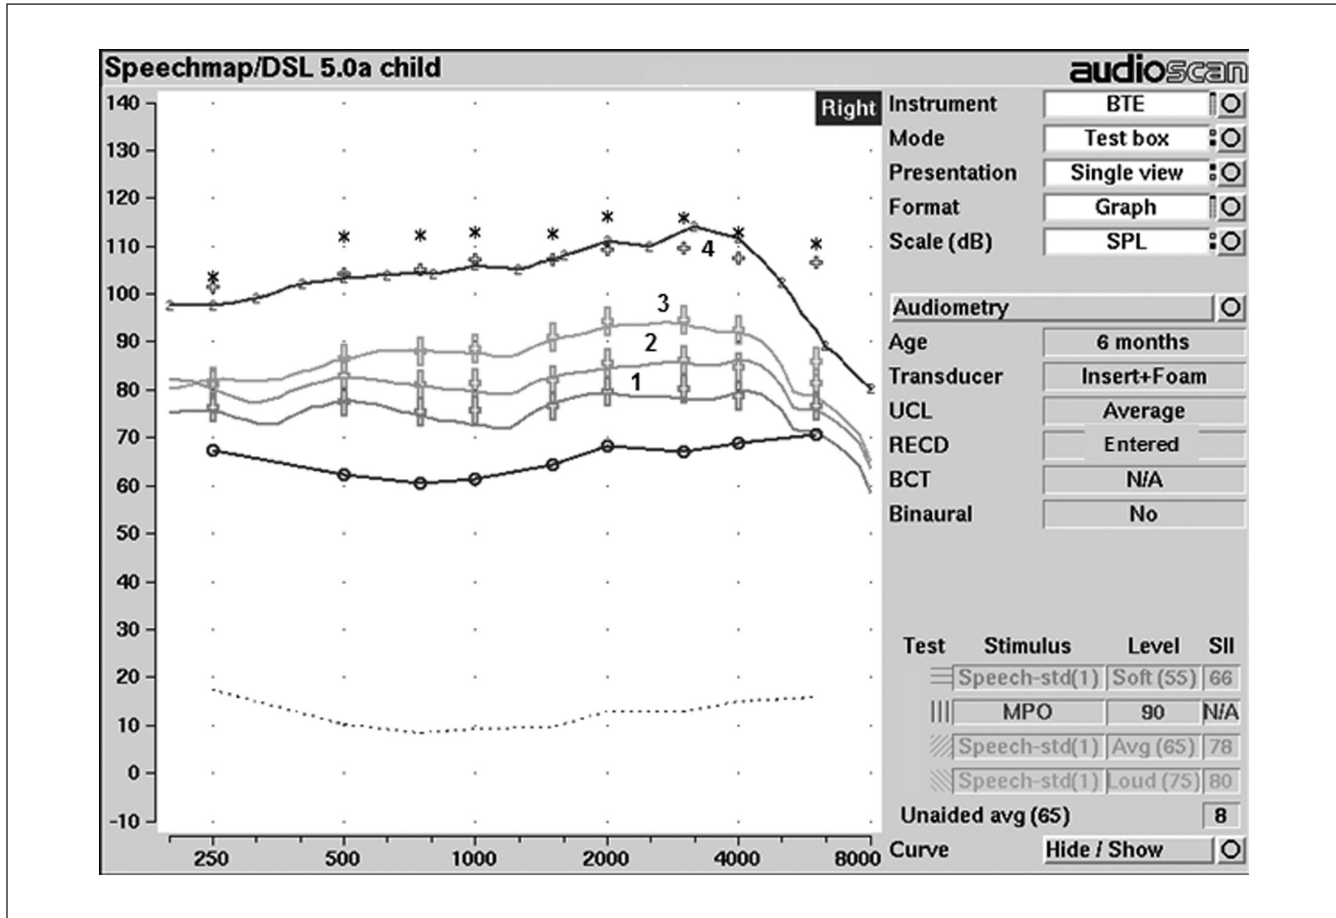 Speechmap/DSL 5.0a child
audioscan
140
130
120
110
100
90
80
70
60
50
40
30
20
10
0
-10
250 500 1000 2000 4000 8000
Right
4
3
2
1
Instrument BTE
Mode Test box
Presentation Single view
Format Graph
Scale (dB) SPL
Audiometry
Age 6 months
Transducer Insert+Foam
UCL Average
RECD Entered
BCT N/A
Binaural No
Test Stimulus Level SII
Speech-std(1) Soft (55) 66
MPO 90 N/A
Speech-std(1) Avg (65) 78
Speech-std(1) Loud (75) 80
Unaided avg (65) 8
Curve Hide / Show